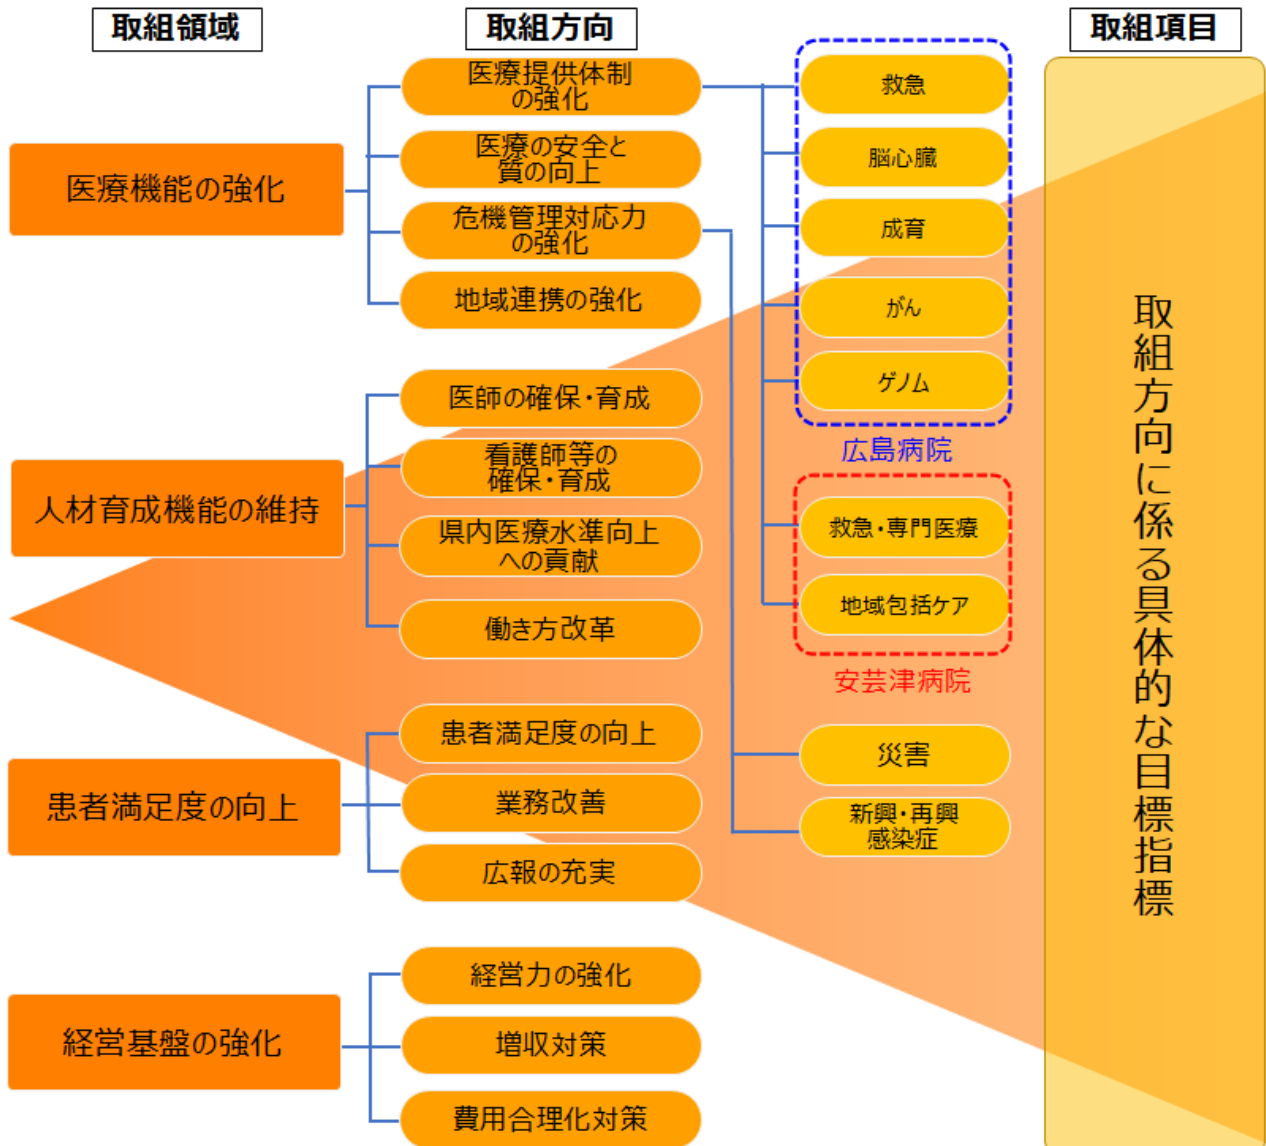 取組領域
取組方向
取組項目
医療機能の強化
医療提供体制
の強化
医療の安全と
質の向上
危機管理対応力
の強化
地域連携の強化
救急
脳心臓
成育
がん
ゲノム
広島病院
救急・専門医療
地域包括ケア
安芸津病院
災害
新興・再興
感染症
人材育成機能の維持
医師の確保・育成
看護師等の
確保・育成
県内医療水準向上
への貢献
働き方改革
患者満足度の向上
患者満足度の向上
業務改善
広報の充実
経営基盤の強化
経営力の強化
増収対策
費用合理化対策
取組方向に係る具体的な目標指標